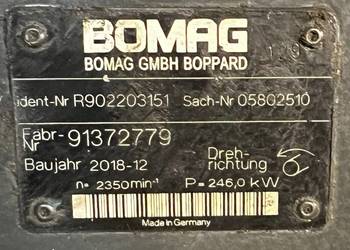 BOMAG
BOMAG GMBH BOPPARD
ident-Nr R902203151 Sach-Nr 05802510
Fabr-Nr 91372779
Baujahr 2018-12 Dreh-richtung
n= 2350min⁻¹ P= 246,0 kW
Made in Germany